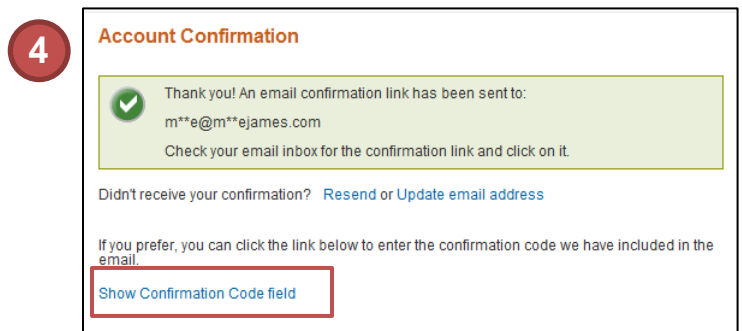 4
Account Confirmation
Thank you! An email confirmation link has been sent to:
m**e@m**ejames.com
Check your email inbox for the confirmation link and click on it.
Didn't receive your confirmation? Resend or Update email address
If you prefer, you can click the link below to enter the confirmation code we have included in the
email.
Show Confirmation Code field